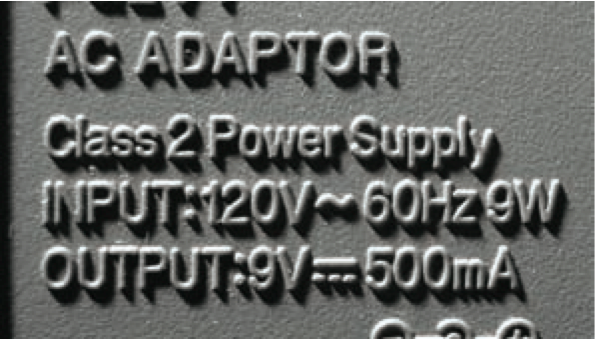 AC ADAPTOR
Class 2 Power Supply
INPUT:120V～60Hz 9W
OUTPUT:9V⎓500mA